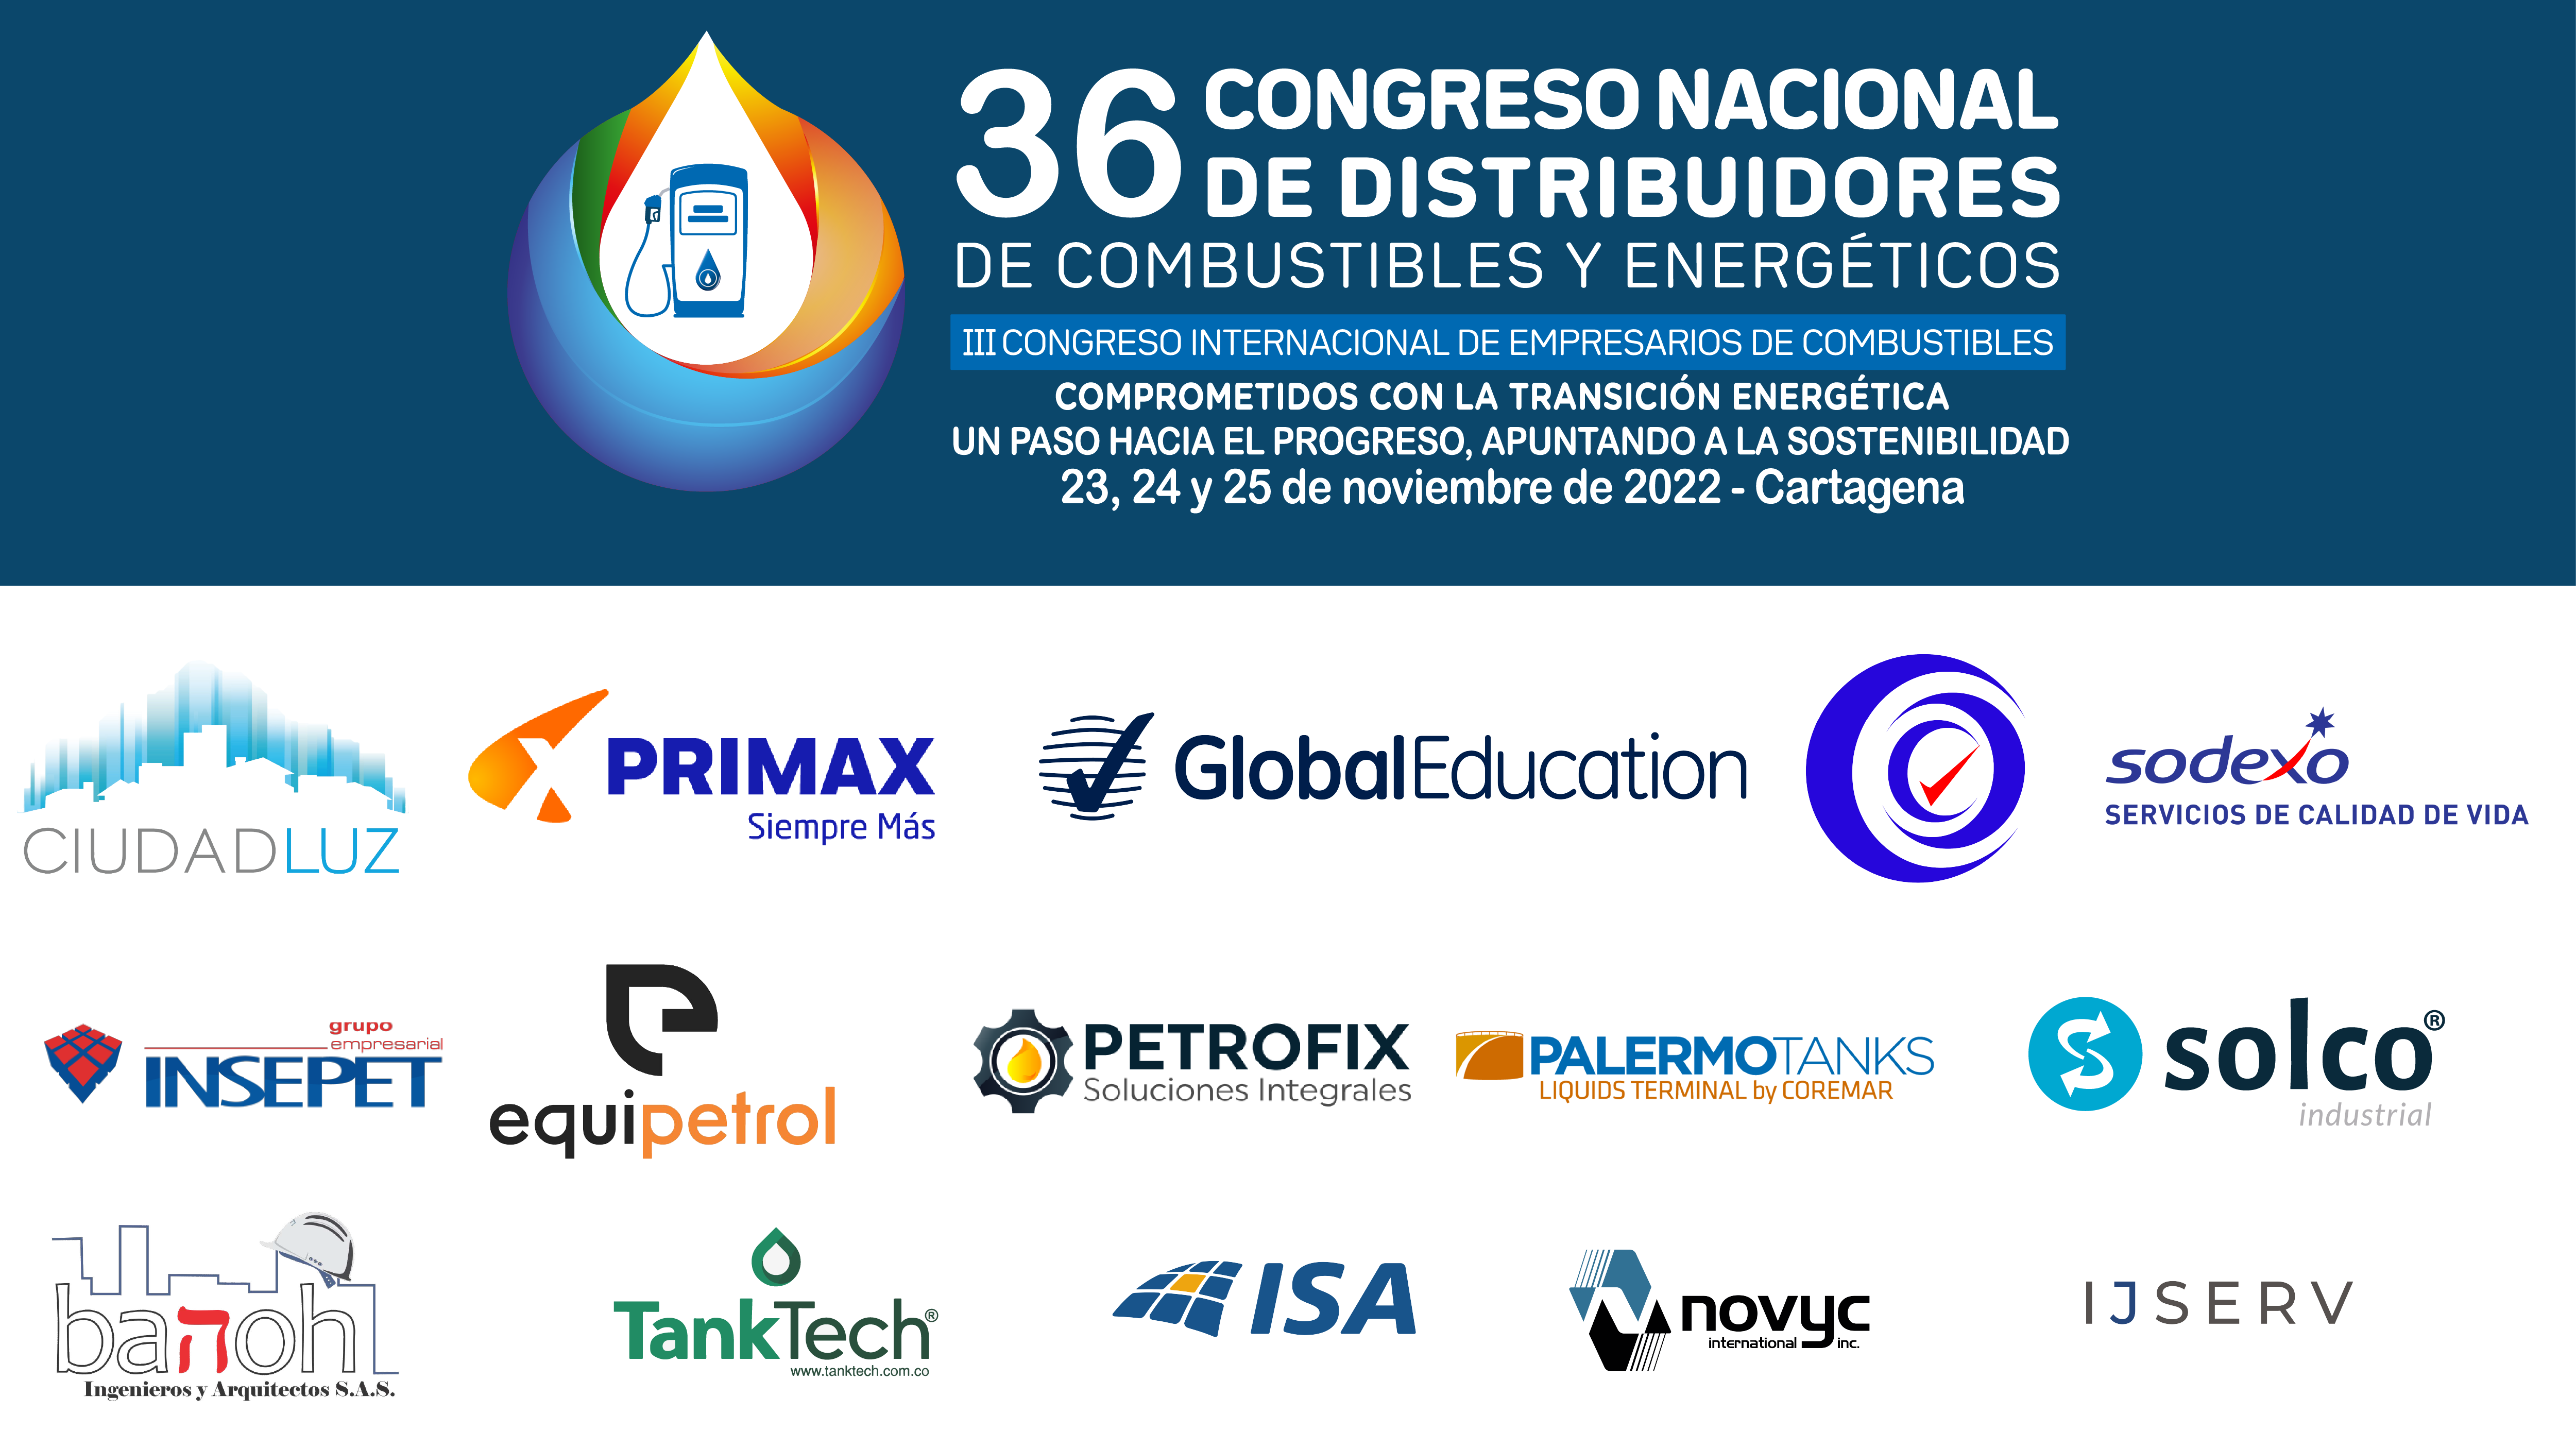 36 CONGRESO NACIONAL
DE DISTRIBUIDORES
DE COMBUSTIBLES Y ENERGÉTICOS
III CONGRESO INTERNACIONAL DE EMPRESARIOS DE COMBUSTIBLES
COMPROMETIDOS CON LA TRANSICIÓN ENERGÉTICA
UN PASO HACIA EL PROGRESO, APUNTANDO A LA SOSTENIBILIDAD
23, 24 y 25 de noviembre de 2022 - Cartagena
CIUDADLUZ
PRIMAX
Siempre Más
GlobalEducation
sodexo
SERVICIOS DE CALIDAD DE VIDA
grupo
empresarial
INSEPET
equipetrol
PETROFIX
Soluciones Integrales
PALERMOTANKS
LIQUIDS TERMINAL by COREMAR
solco®
industrial
baהoh
Ingenieros y Arquitectos S.A.S.
TankTech®
www.tanktech.com.co
ISA
novyc
international inc.
IJSERV